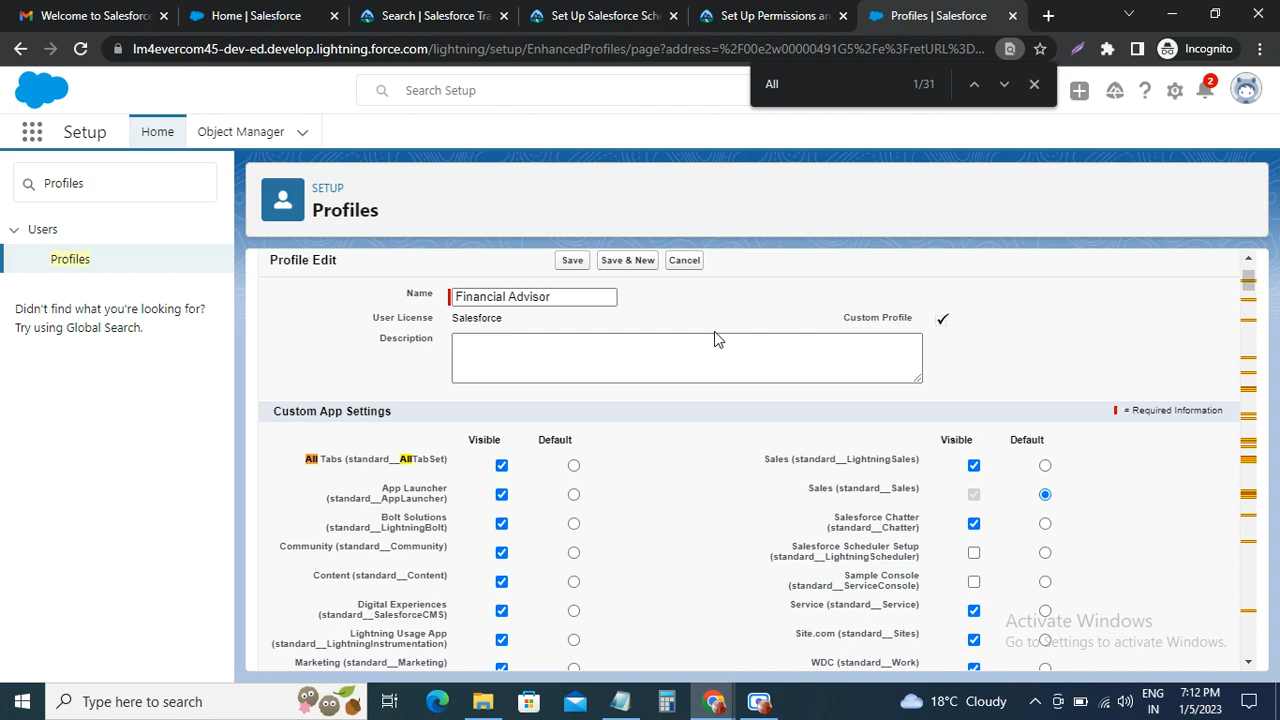 Welcome to Salesforce.
Home | Salesforce
Search | Salesforce Tra
Set Up Salesforce Sch
Set Up Permissions an
Profiles | Salesforce
lm4evercom45-dev-ed.develop.lightning.force.com/lightning/setup/EnhancedProfiles/page?address=%2F00e2w00000491G5%2Fe%3FretURL%3D...
Incognito
All
1/31
Search Setup
2
Setup
Home
Object Manager
Profiles
Users
Profiles
Didn't find what you're looking for?
Try using Global Search.
SETUP
Profiles
Profile Edit
Save
Save & New
Cancel
Name
Financial Advisor
User License
Salesforce
Custom Profile
Description
Custom App Settings
= Required Information
Visible
Default
Visible
Default
All Tabs (standard__AllTabSet)
Sales (standard__LightningSales)
App Launcher
(standard__AppLauncher)
Sales (standard__Sales)
Bolt Solutions
(standard__LightningBolt)
Salesforce Chatter
(standard__Chatter)
Community (standard__Community)
Salesforce Scheduler Setup
(standard__LightningScheduler)
Content (standard__Content)
Sample Console
(standard__ServiceConsole)
Digital Experiences
(standard__SalesforceCMS)
Service (standard__Service)
Lightning Usage App
(standard__LightningInstrumentation)
Site.com (standard__Sites)
Marketing (standard__Marketing)
WDC (standard__Work)
Activate Windows
Go to Settings to activate Windows.
Type here to search
18°C Cloudy
ENG
IN
7:12 PM
1/5/2023